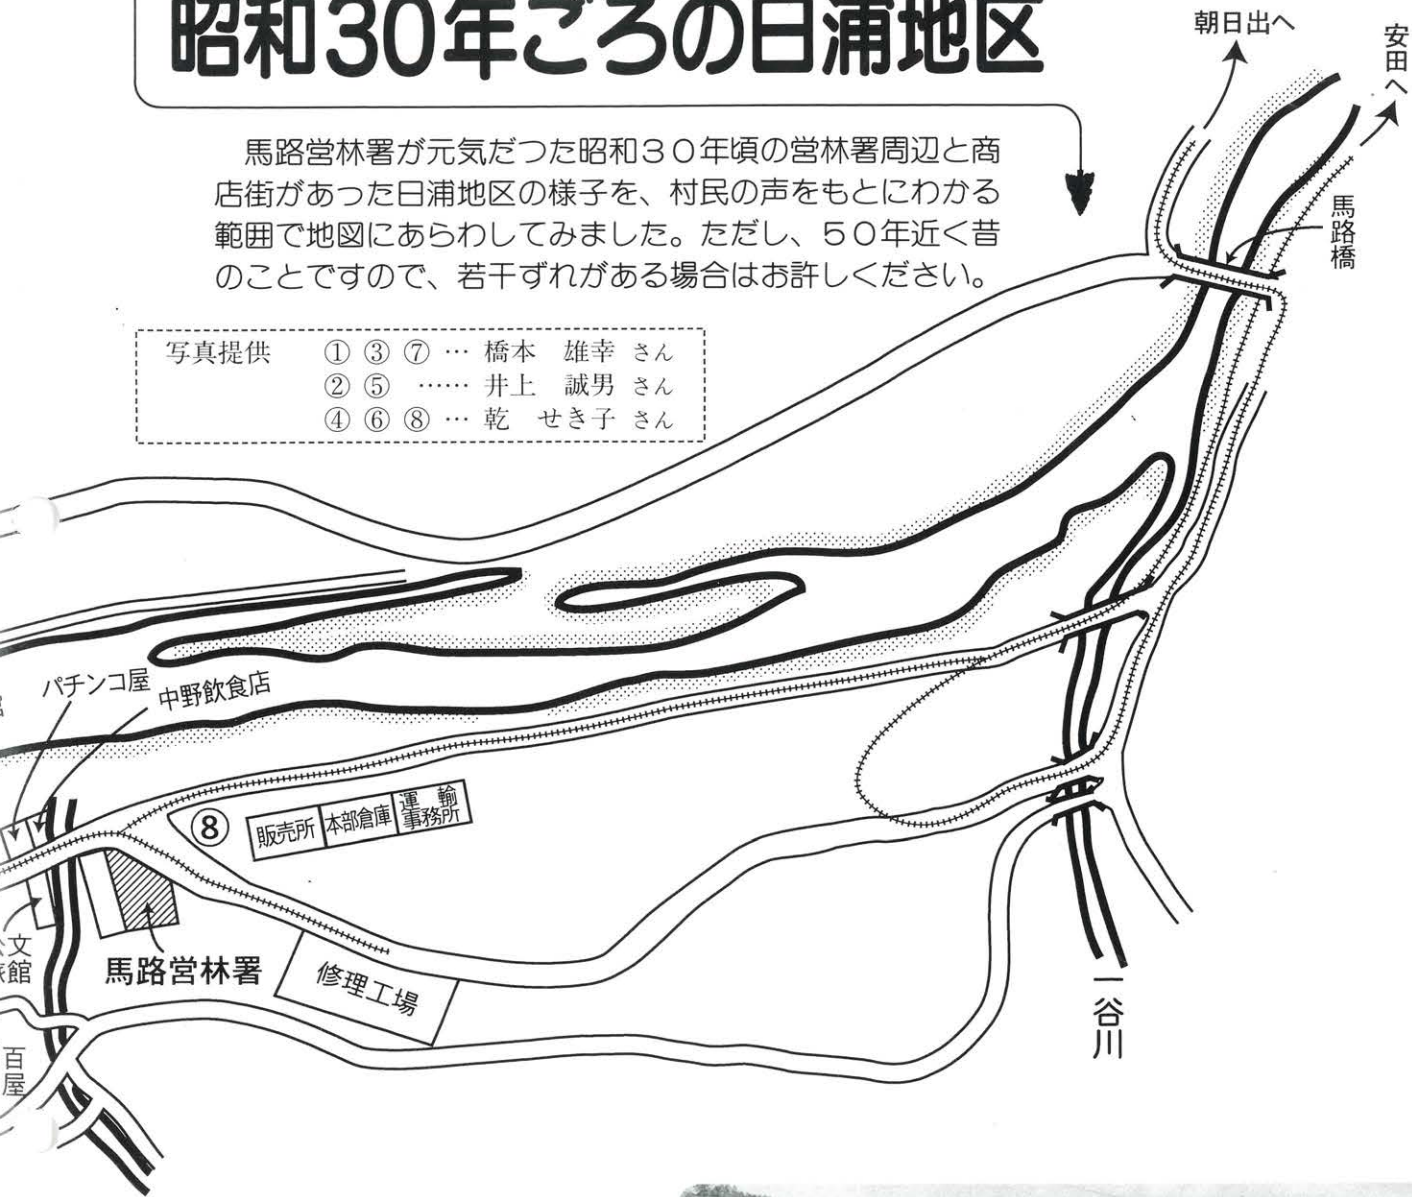 昭和30年ごろの日浦地区
朝日出へ
安田へ
馬路営林署が元気だつた昭和３０年頃の営林署周辺と商
店街があった日浦地区の様子を、村民の声をもとにわかる
範囲で地図にあらわしてみました。ただし、５０年近く昔
のことですので、若干ずれがある場合はお許しください。
馬路橋
写真提供 ① ③ ⑦ … 橋本 雄幸 さん
② ⑤ …… 井上 誠男 さん
④ ⑥ ⑧ … 乾 せき子 さん
パチンコ屋
中野飲食店
⑧
販売所
本部倉庫
運輸
事務所
文
館
馬路営林署
修理工場
一谷川
百屋